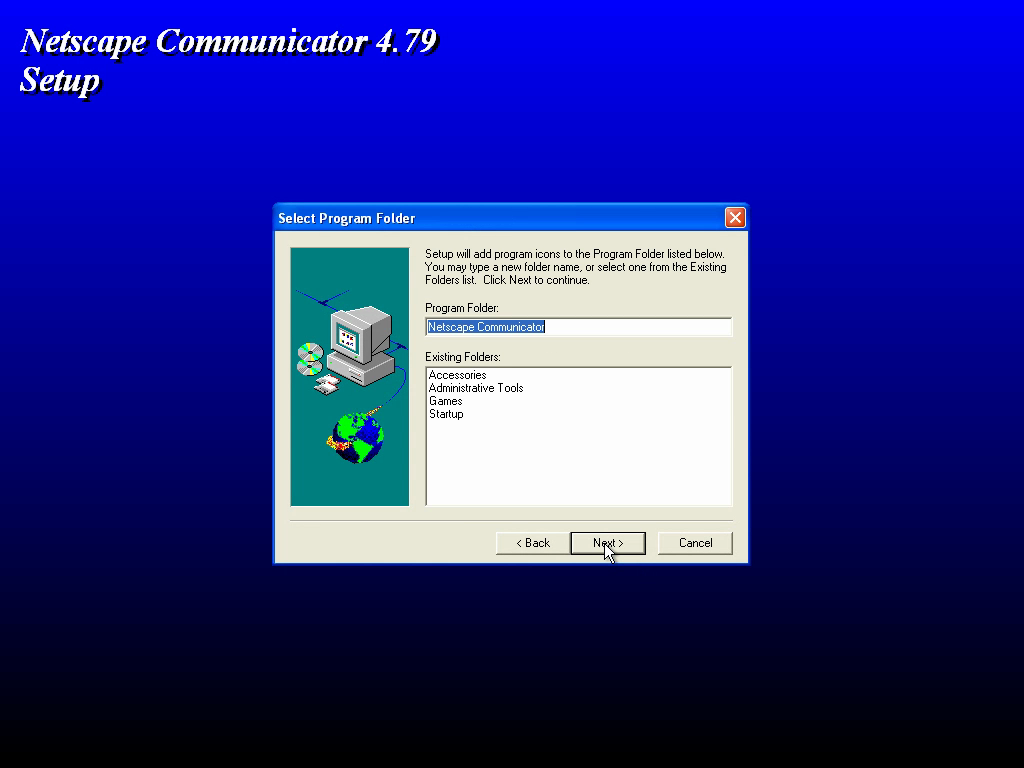 Netscape Communicator 4.79
Setup
Select Program Folder
Setup will add program icons to the Program Folder listed below.
You may type a new folder name, or select one from the Existing
Folders list.  Click Next to continue.
Program Folder:
Netscape Communicator
Existing Folders:
Accessories
Administrative Tools
Games
Startup
< Back
Next >
Cancel